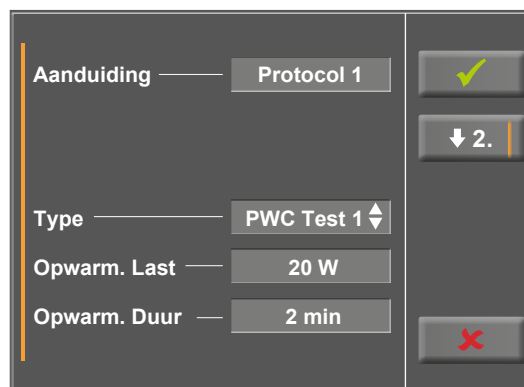 Aanduiding Protocol 1
2.
Type PWC Test 1
Opwarm. Last 20 W
Opwarm. Duur 2 min